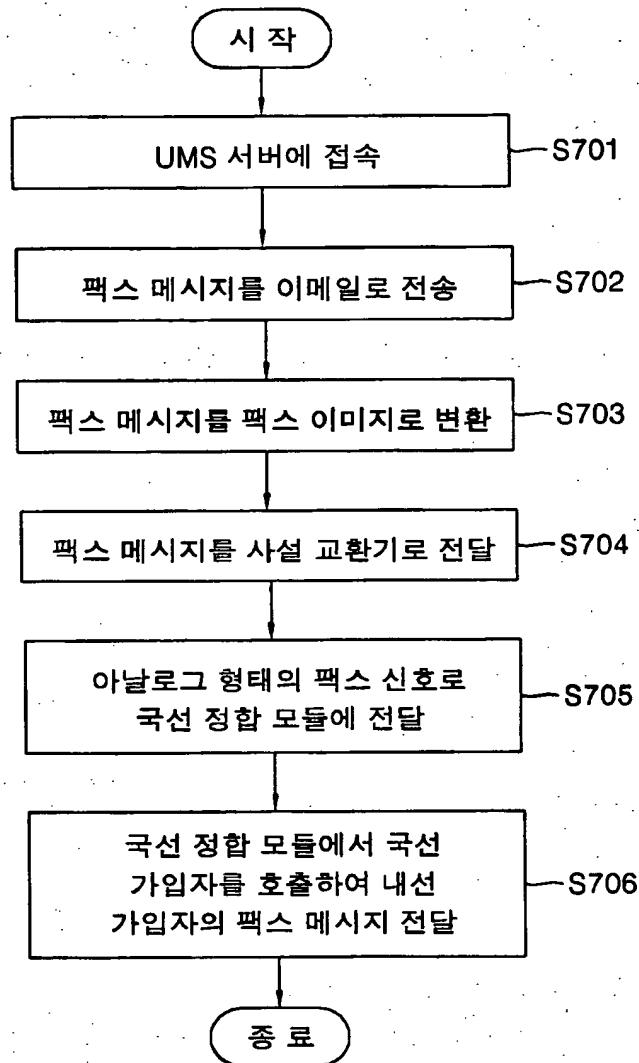 시 작
UMS 서버에 접속
S701
팩스 메시지를 이메일로 전송
S702
팩스 메시지를 팩스 이미지로 변환
S703
팩스 메시지를 사설 교환기로 전달
S704
아날로그 형태의 팩스 신호로
국선 정합 모듈에 전달
S705
국선 정합 모듈에서 국선
가입자를 호출하여 내선
가입자의 팩스 메시지 전달
S706
종 료